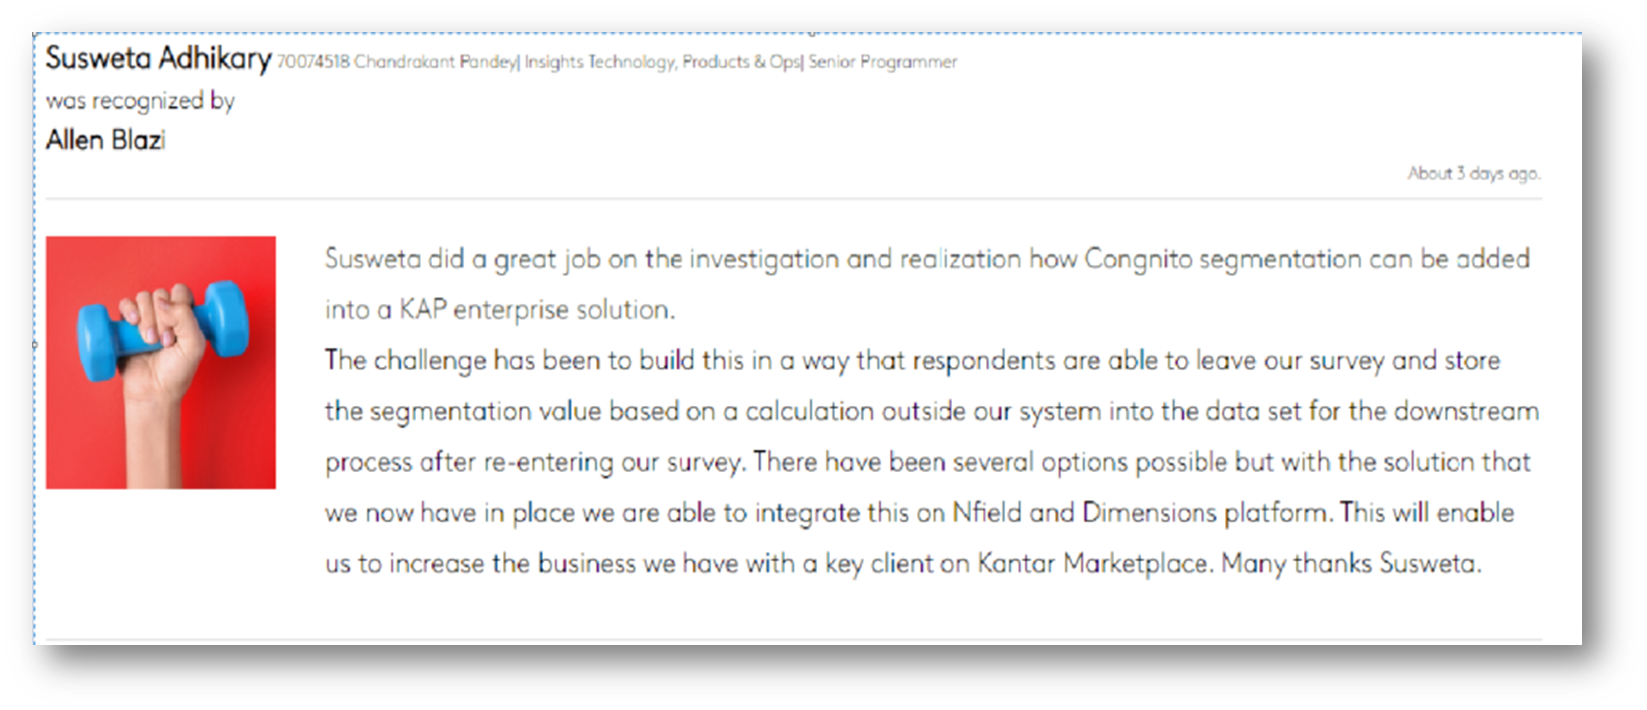 Susweta Adhikary 70074518 Chandrakant Pandey| Insights Technology, Products & Ops| Senior Programmer
was recognized by
Allen Blazi
About 3 days ago.
Susweta did a great job on the investigation and realization how Congnito segmentation can be added
into a KAP enterprise solution.
The challenge has been to build this in a way that respondents are able to leave our survey and store
the segmentation value based on a calculation outside our system into the data set for the downstream
process after re-entering our survey. There have been several options possible but with the solution that
we now have in place we are able to integrate this on Nfield and Dimensions platform. This will enable
us to increase the business we have with a key client on Kantar Marketplace. Many thanks Susweta.